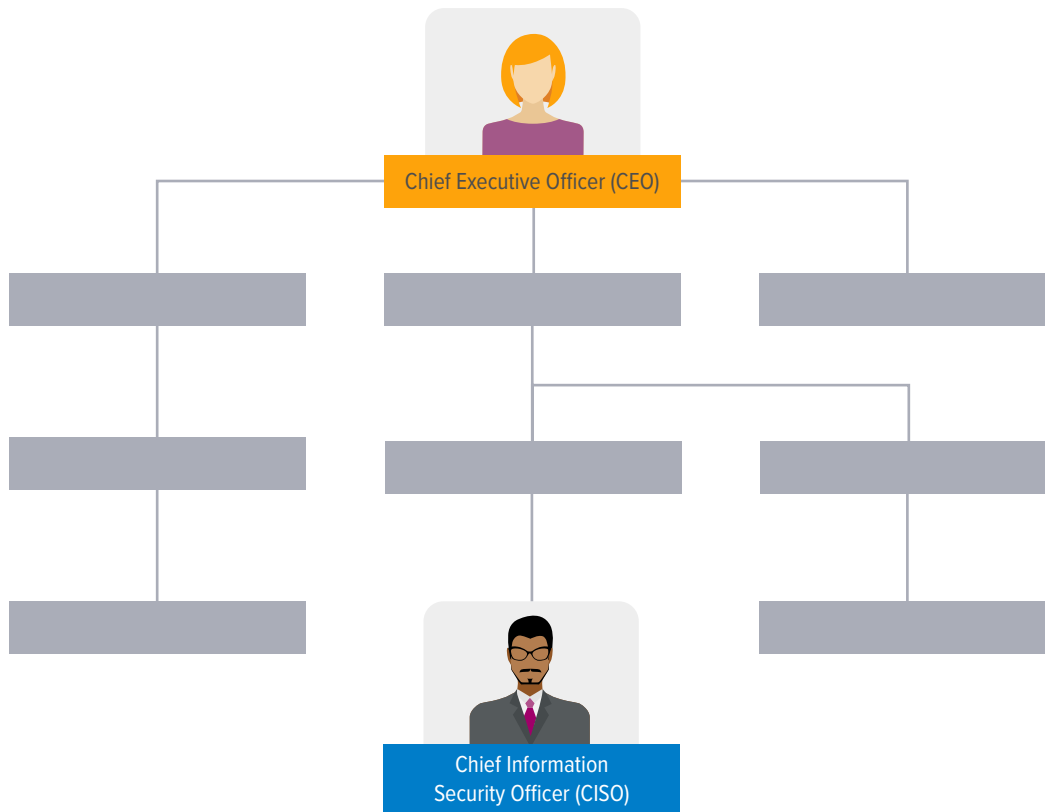 Chief Executive Officer (CEO)
Chief Information
Security Officer (CISO)